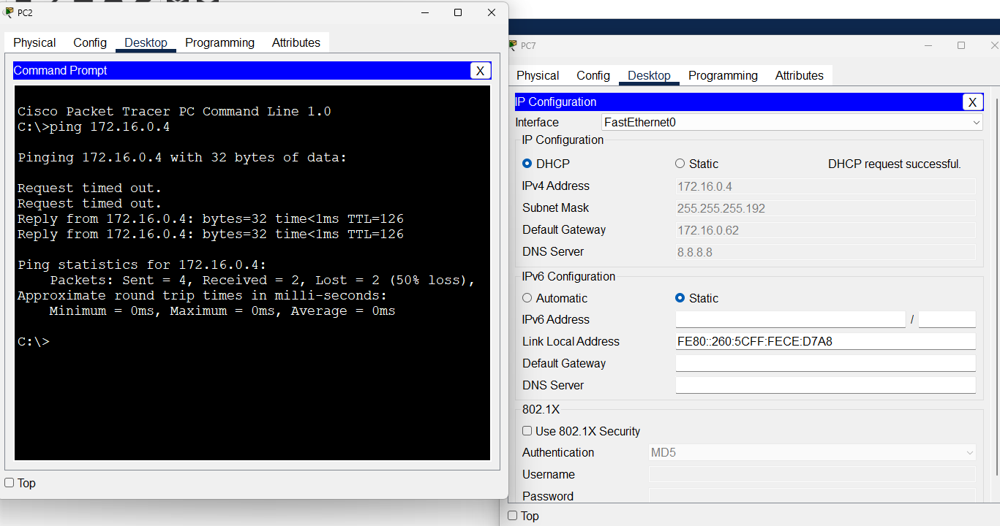 PC2
Physical Config Desktop Programming Attributes
Command Prompt
X
Cisco Packet Tracer PC Command Line 1.0
C:\>ping 172.16.0.4
Pinging 172.16.0.4 with 32 bytes of data:
Request timed out.
Request timed out.
Reply from 172.16.0.4: bytes=32 time<1ms TTL=126
Reply from 172.16.0.4: bytes=32 time<1ms TTL=126
Ping statistics for 172.16.0.4:
Packets: Sent = 4, Received = 2, Lost = 2 (50% loss),
Approximate round trip times in milli-seconds:
Minimum = 0ms, Maximum = 0ms, Average = 0ms
C:\>
Top
PC7
Physical Config Desktop Programming Attributes
IP Configuration
X
Interface FastEthernet0
IP Configuration
DHCP Static DHCP request successful.
IPv4 Address 172.16.0.4
Subnet Mask 255.255.255.192
Default Gateway 172.16.0.62
DNS Server 8.8.8.8
IPv6 Configuration
Automatic Static
IPv6 Address /
Link Local Address FE80::260:5CFF:FECE:D7A8
Default Gateway
DNS Server
802.1X
Use 802.1X Security
Authentication MD5
Username
Password
Top